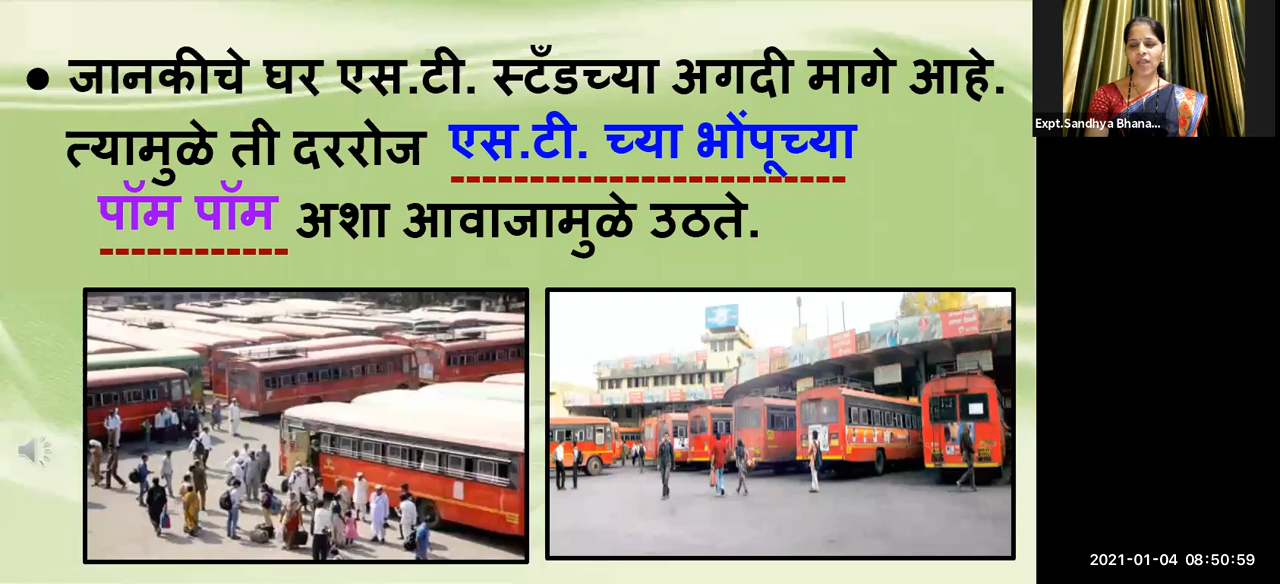 ● जानकीचे घर एस.टी. स्टँडच्या अगदी मागे आहे.
त्यामुळे ती दररोज एस.टी. च्या भोंपूच्या
पॉम पॉम अशा आवाजामुळे उठते.
Expt.Sandhya Bhana...
2021-01-04 08:50:59